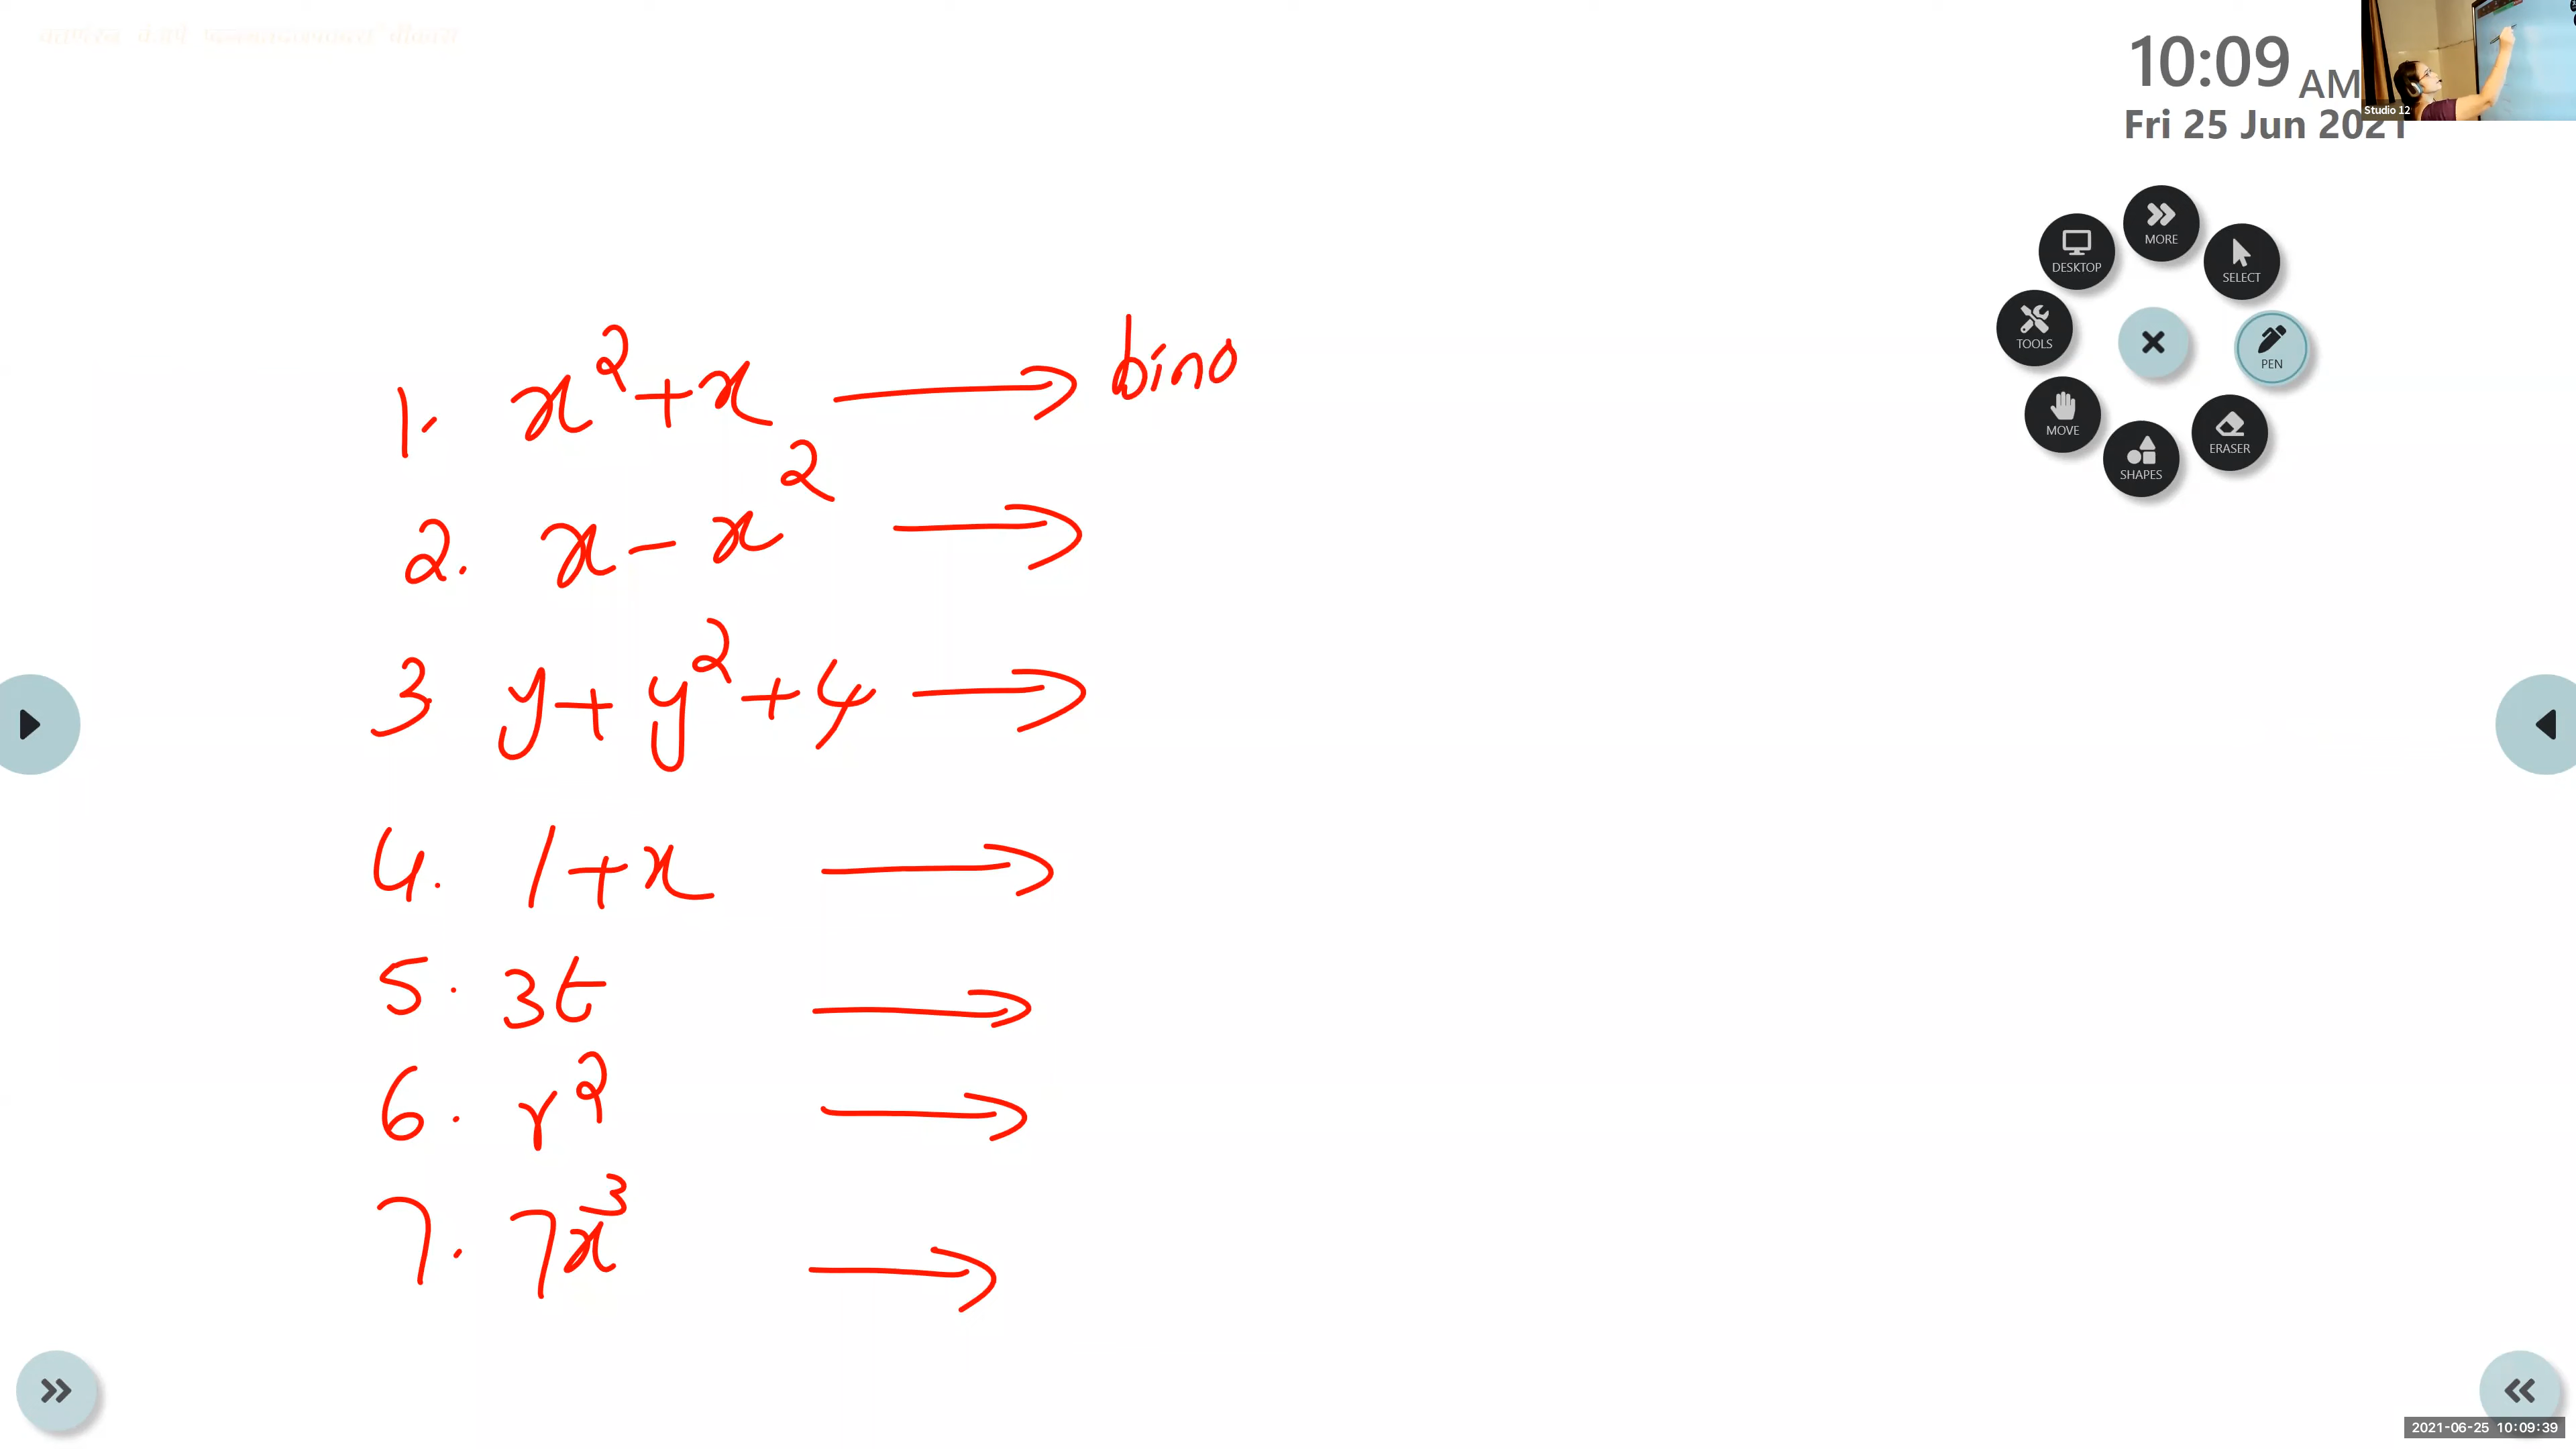 10:09 AM
Studio 12
Fri 25 Jun 2021
MORE
DESKTOP
SELECT
TOOLS
PEN
MOVE
ERASER
SHAPES
1. x²+x → bino
2. x - x² →
3 y + y² + 4 →
4. 1+x →
5. 3t →
6. r² →
7. 7x³ →
2021-06-25 10:09:39